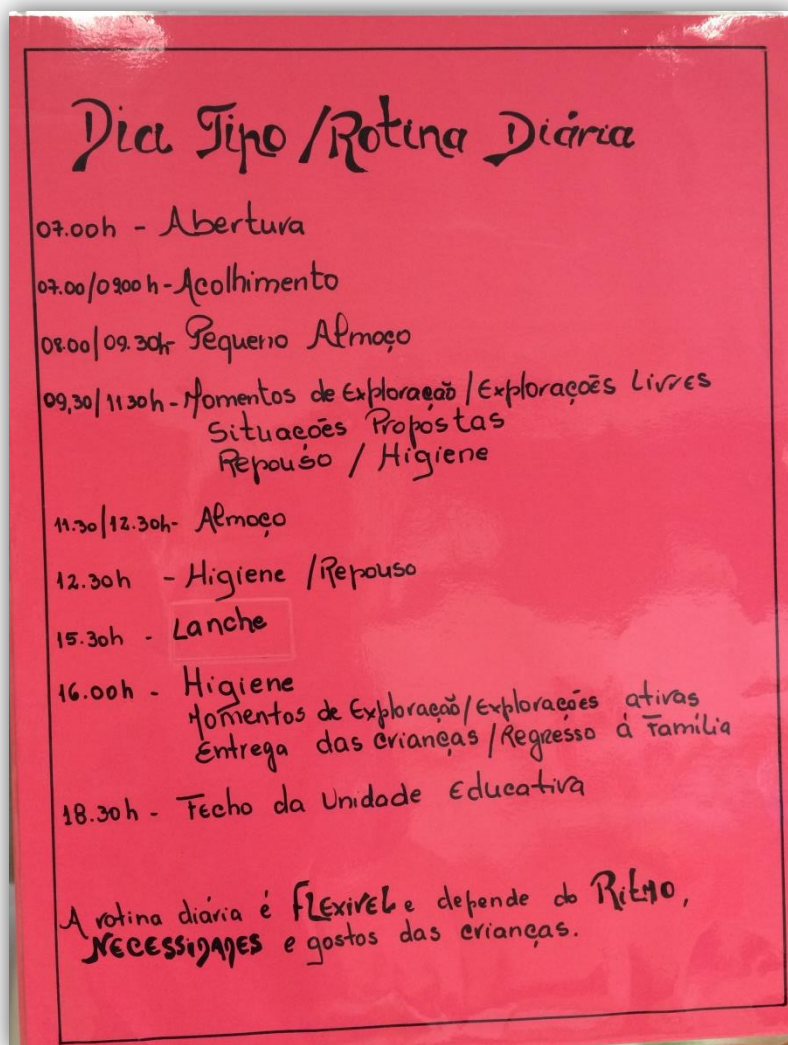 Dia Tipo / Rotina Diária
07.00h - Abertura
07.00/0900h - Acolhimento
08.00/09.30h - Pequeno Almoço
09,30/11 30h - Momentos de Exploração / Explorações Livres
Situações Propostas
Repouso / Higiene
11.30/12.30h - Almoço
12.30h - Higiene / Repouso
15.30h - Lanche
16.00h - Higiene
Momentos de Exploração / Explorações ativas
Entrega das crianças / Regresso à Família
18.30h - Fecho da Unidade Educativa
A rotina diária é FLExivEL e depende do RitMO,
NECESSiDADES e gostos das crianças.